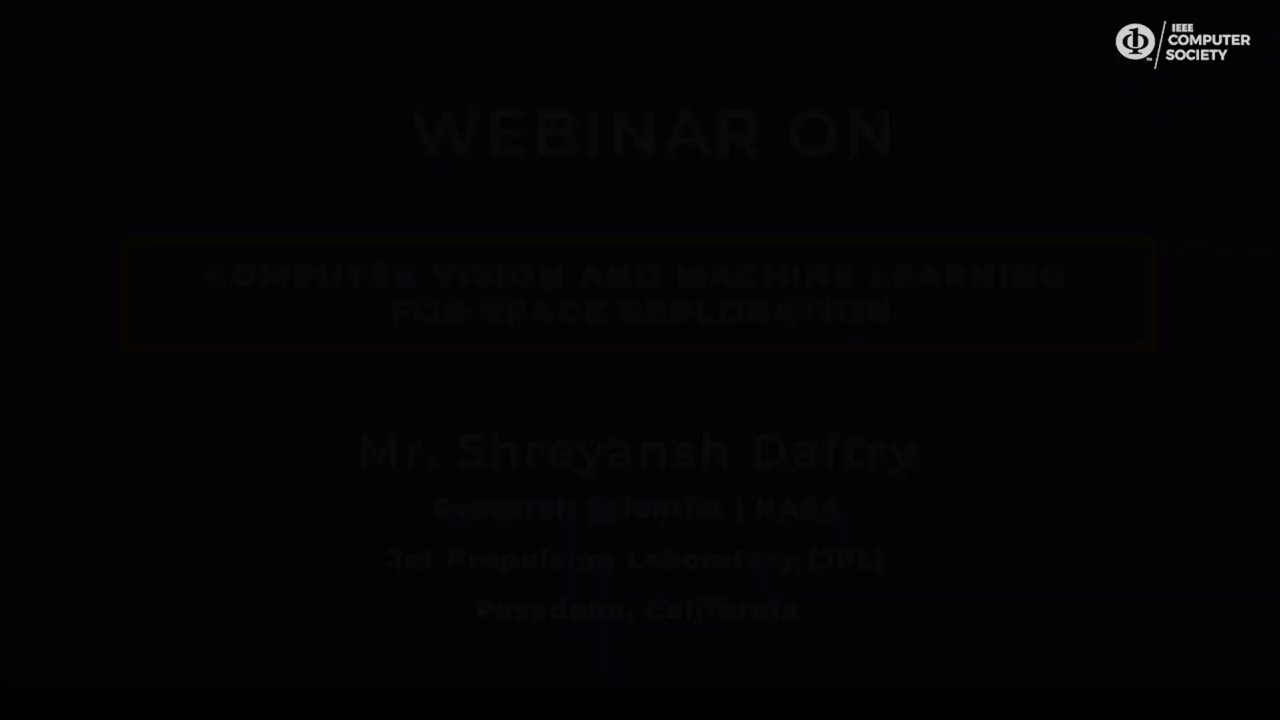 IEEE
COMPUTER
SOCIETY
WEBINAR ON
COMPUTER VISION AND MACHINE LEARNING
FOR SPACE EXPLORATION
Mr. Shreyansh Daftry
Research Scientist | NASA
Jet Propulsion Laboratory (JPL)
Pasadena, California